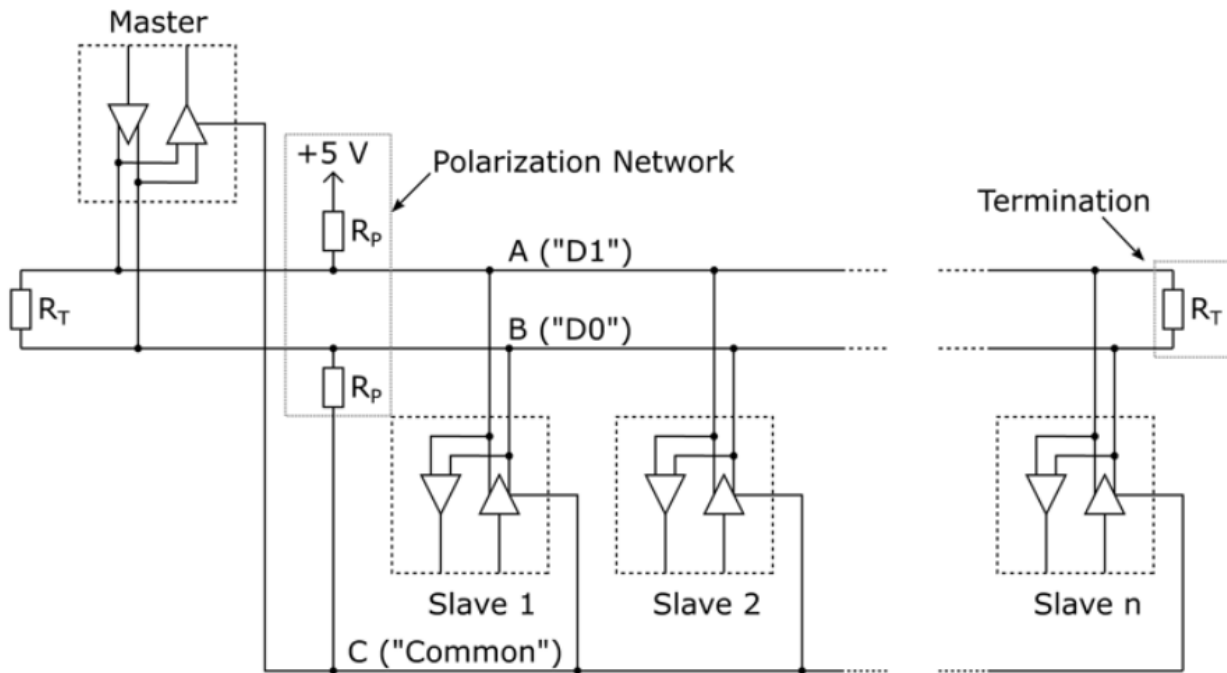 Master
+5 V
Polarization Network
Termination
R_P
A ("D1")
R_T
R_T
B ("D0")
R_P
Slave 1
Slave 2
Slave n
C ("Common")